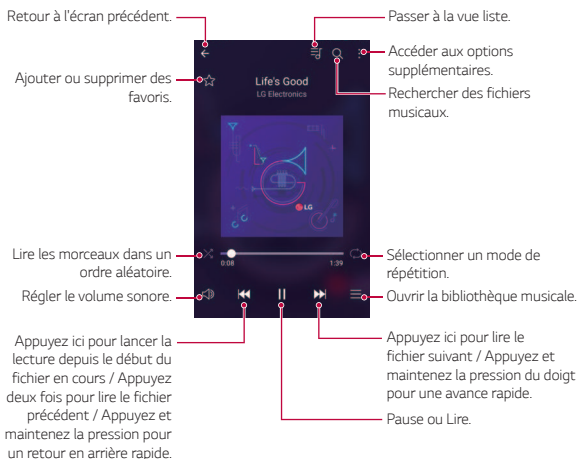 Retour à l'écran précédent.
Passer à la vue liste.
Accéder aux options
supplémentaires.
Ajouter ou supprimer des
favoris.
Rechercher des fichiers
musicaux.
Life's Good
LG Electronics
LG
Lire les morceaux dans un
ordre aléatoire.
0:08
1:39
Sélectionner un mode de
répétition.
Régler le volume sonore.
Ouvrir la bibliothèque musicale.
Appuyez ici pour lancer la
lecture depuis le début du
fichier en cours / Appuyez
deux fois pour lire le fichier
précédent / Appuyez et
maintenez la pression pour
un retour en arrière rapide.
Appuyez ici pour lire le
fichier suivant / Appuyez et
maintenez la pression du doigt
pour une avance rapide.
Pause ou Lire.